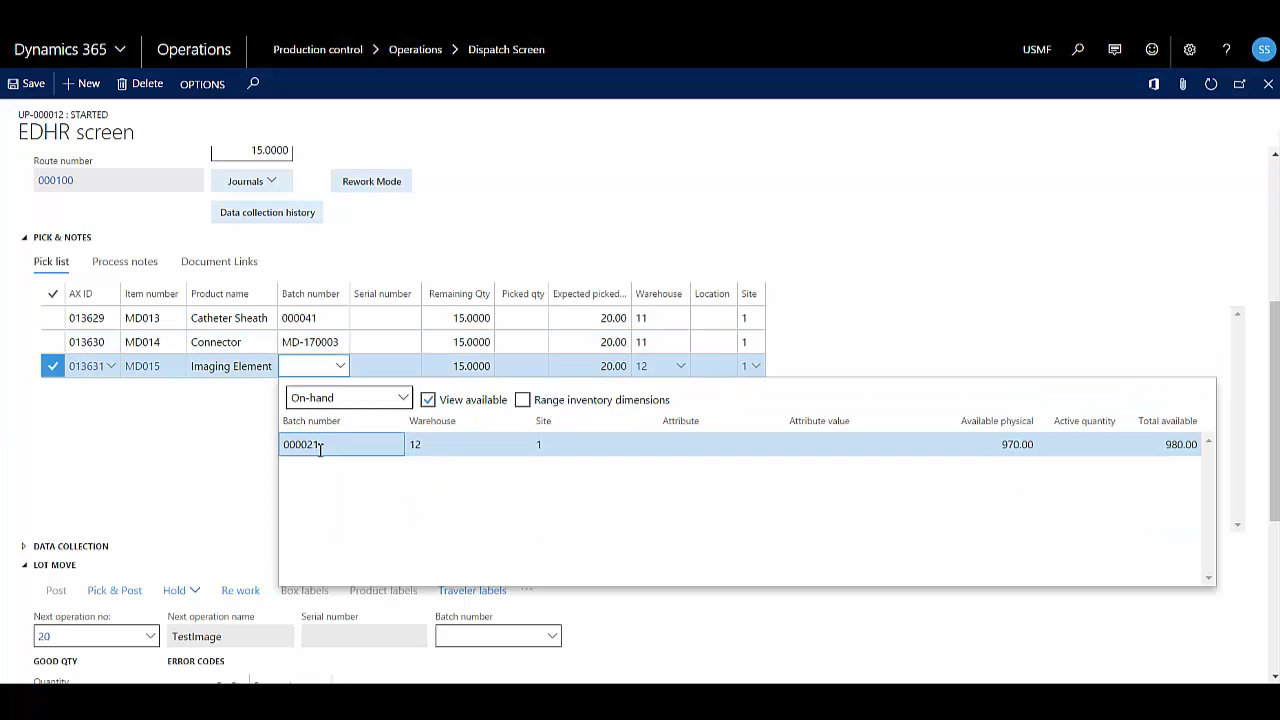 Dynamics 365 Operations Production control Operations Dispatch Screen USMF ? SS
Save + New Delete OPTIONS
UP-000012 : STARTED
EDHR screen
15.0000
Route number
000100 Journals Rework Mode
Data collection history
PICK & NOTES
Pick list Process notes Document Links
AX ID Item number Product name Batch number Serial number Remaining Qty Picked qty Expected picked... Warehouse Location Site
013629 MD013 Catheter Sheath 000041 15.0000 20.00 11 1
013630 MD014 Connector MD-170003 15.0000 20.00 11 1
013631 MD015 Imaging Element 15.0000 20.00 12 1
On-hand View available Range inventory dimensions
Batch number Warehouse Site Attribute Attribute value Available physical Active quantity Total available
000021 12 1 970.00 980.00
DATA COLLECTION
LOT MOVE
Post Pick & Post Hold Re work Box labels Product labels Traveler labels ...
Next operation no: Next operation name Serial number Batch number
20 TestImage
GOOD QTY ERROR CODES
Quantity